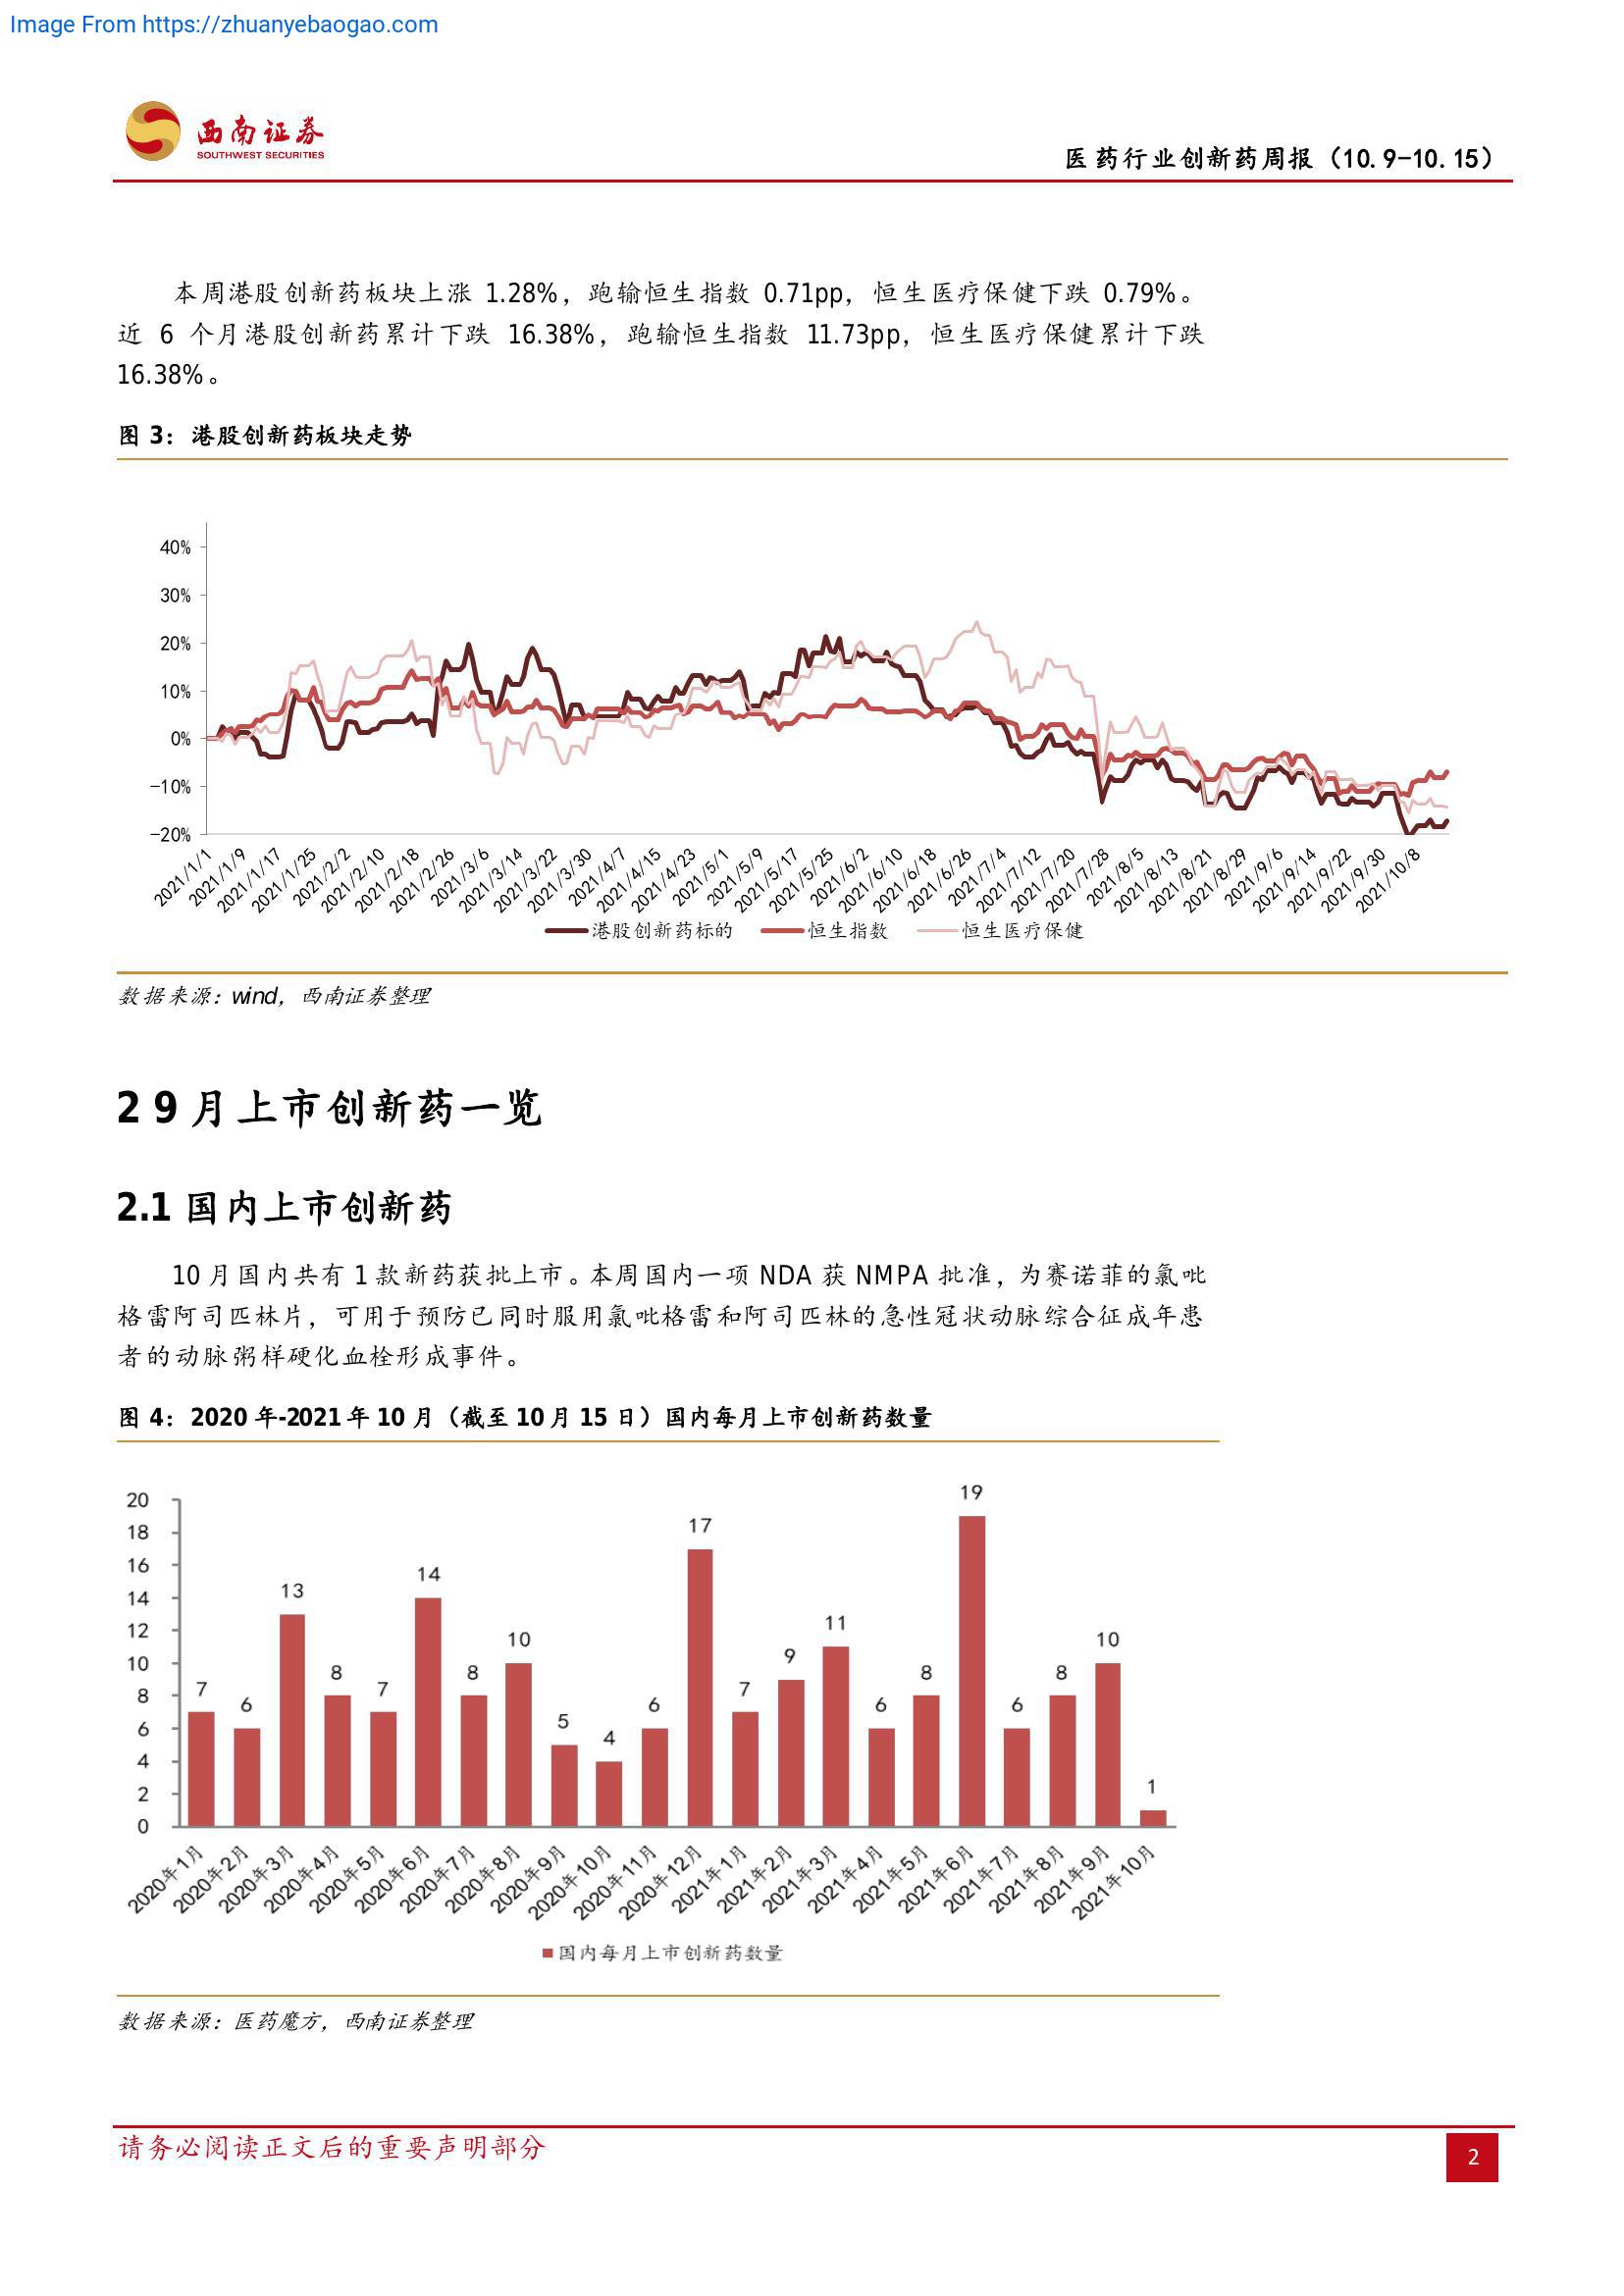 Image From https://zhuanyebaogao.com
西南证券
SOUTHWEST SECURITIES
医药行业创新药周报（10.9-10.15）
本周港股创新药板块上涨 1.28%，跑输恒生指数 0.71pp，恒生医疗保健下跌 0.79%。
近 6 个月港股创新药累计下跌 16.38%，跑输恒生指数 11.73pp，恒生医疗保健累计下跌
16.38%。
图 3：港股创新药板块走势
40%
30%
20%
10%
0%
-10%
-20%
2021/1/1 2021/1/9 2021/1/17 2021/1/25 2021/2/2 2021/2/10 2021/2/18 2021/2/26 2021/3/6 2021/3/14 2021/3/22 2021/3/30 2021/4/7 2021/4/15 2021/4/23 2021/5/1 2021/5/9 2021/5/17 2021/5/25 2021/6/2 2021/6/10 2021/6/18 2021/6/26 2021/7/4 2021/7/12 2021/7/20 2021/7/28 2021/8/5 2021/8/13 2021/8/21 2021/8/29 2021/9/6 2021/9/14 2021/9/22 2021/9/30 2021/10/8
港股创新药标的 恒生指数 恒生医疗保健
数据来源：wind，西南证券整理
2 9 月上市创新药一览
2.1 国内上市创新药
10 月国内共有 1 款新药获批上市。本周国内一项 NDA 获 NMPA 批准，为赛诺菲的氯吡
格雷阿司匹林片，可用于预防已同时服用氯吡格雷和阿司匹林的急性冠状动脉综合征成年患
者的动脉粥样硬化血栓形成事件。
图 4：2020 年-2021 年 10 月（截至 10 月 15 日）国内每月上市创新药数量
20
18
16
14
12
10
8
6
4
2
0
7 6 13 8 7 14 8 10 5 4 6 17 7 9 11 6 8 19 6 8 10 1
2020年1月 2020年2月 2020年3月 2020年4月 2020年5月 2020年6月 2020年7月 2020年8月 2020年9月 2020年10月 2020年11月 2020年12月 2021年1月 2021年2月 2021年3月 2021年4月 2021年5月 2021年6月 2021年7月 2021年8月 2021年9月 2021年10月
国内每月上市创新药数量
数据来源：医药魔方，西南证券整理
请务必阅读正文后的重要声明部分
2